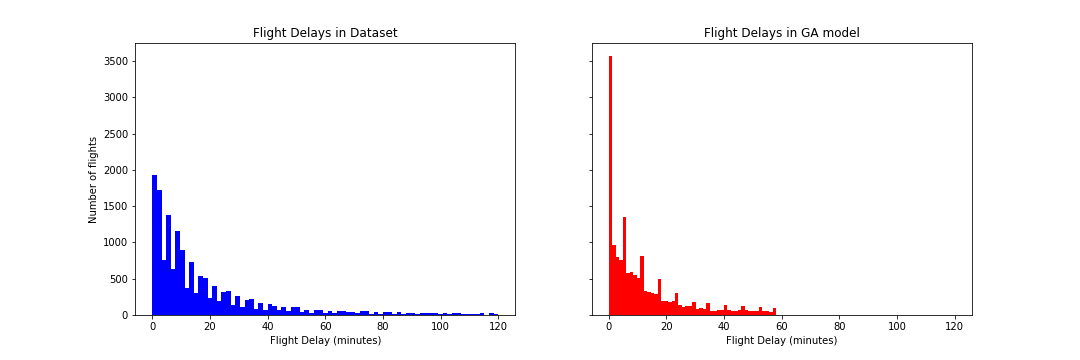 Flight Delays in Dataset
Number of flights
3500
3000
2500
2000
1500
1000
500
0
0 20 40 60 80 100 120
Flight Delay (minutes)
Flight Delays in GA model
0 20 40 60 80 100 120
Flight Delay (minutes)